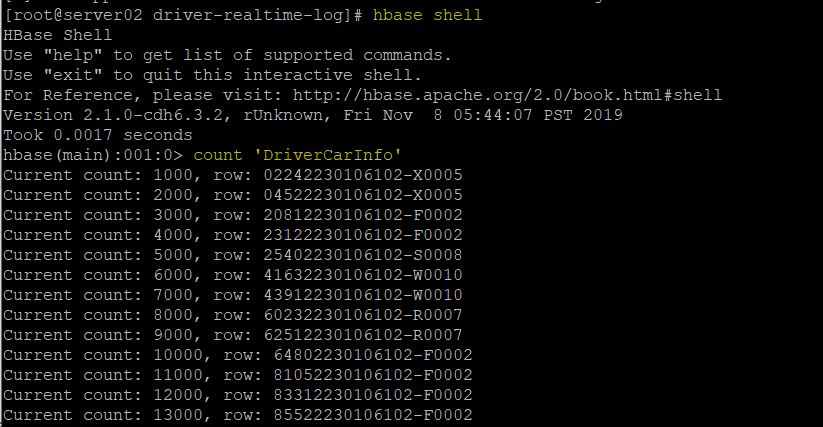 [root@server02 driver-realtime-log]# hbase shell
HBase Shell
Use "help" to get list of supported commands.
Use "exit" to quit this interactive shell.
For Reference, please visit: http://hbase.apache.org/2.0/book.html#shell
Version 2.1.0-cdh6.3.2, rUnknown, Fri Nov  8 05:44:07 PST 2019
Took 0.0017 seconds
hbase(main):001:0> count 'DriverCarInfo'
Current count: 1000, row: 02242230106102-X0005
Current count: 2000, row: 04522230106102-X0005
Current count: 3000, row: 20812230106102-F0002
Current count: 4000, row: 23122230106102-F0002
Current count: 5000, row: 25402230106102-S0008
Current count: 6000, row: 41632230106102-W0010
Current count: 7000, row: 43912230106102-W0010
Current count: 8000, row: 60232230106102-R0007
Current count: 9000, row: 62512230106102-R0007
Current count: 10000, row: 64802230106102-F0002
Current count: 11000, row: 81052230106102-F0002
Current count: 12000, row: 83312230106102-F0002
Current count: 13000, row: 85522230106102-F0002